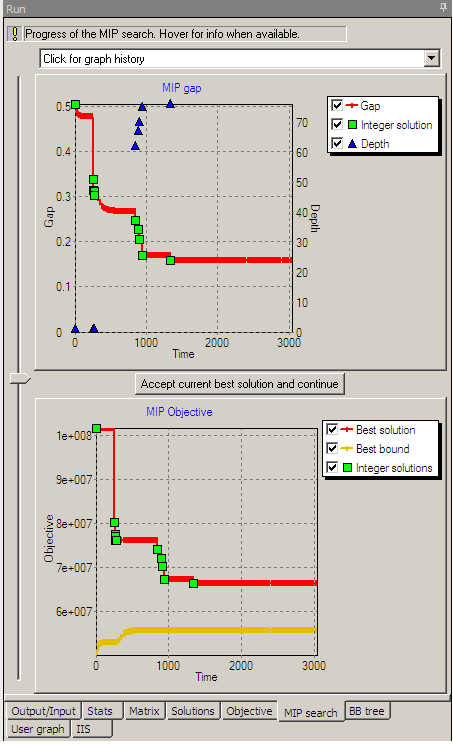 Run
Progress of the MIP search. Hover for info when available.
Click for graph history
MIP gap
0.5
0.4
0.3
0.2
0.1
0
Gap
70
60
50
40
30
20
10
0
Depth
0 1000 2000 3000
Time
Gap
Integer solution
Depth
Accept current best solution and continue
MIP Objective
1e+008
9e+007
8e+007
7e+007
6e+007
Objective
0 1000 2000 3000
Time
Best solution
Best bound
Integer solutions
Output/Input Stats Matrix Solutions Objective MIP search BB tree
User graph IIS